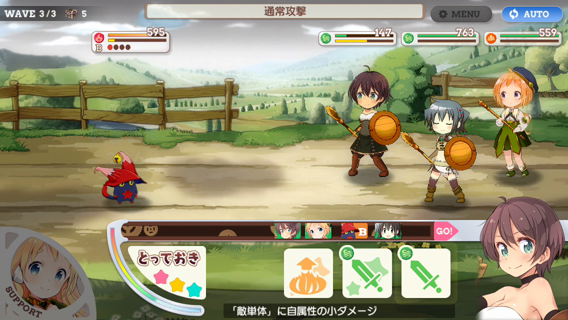 WAVE 3/3
5
通常攻撃
MENU
AUTO
595
147
763
559
B
GO!
とっておき
SUPPORT
「敵単体」に自属性の小ダメージ